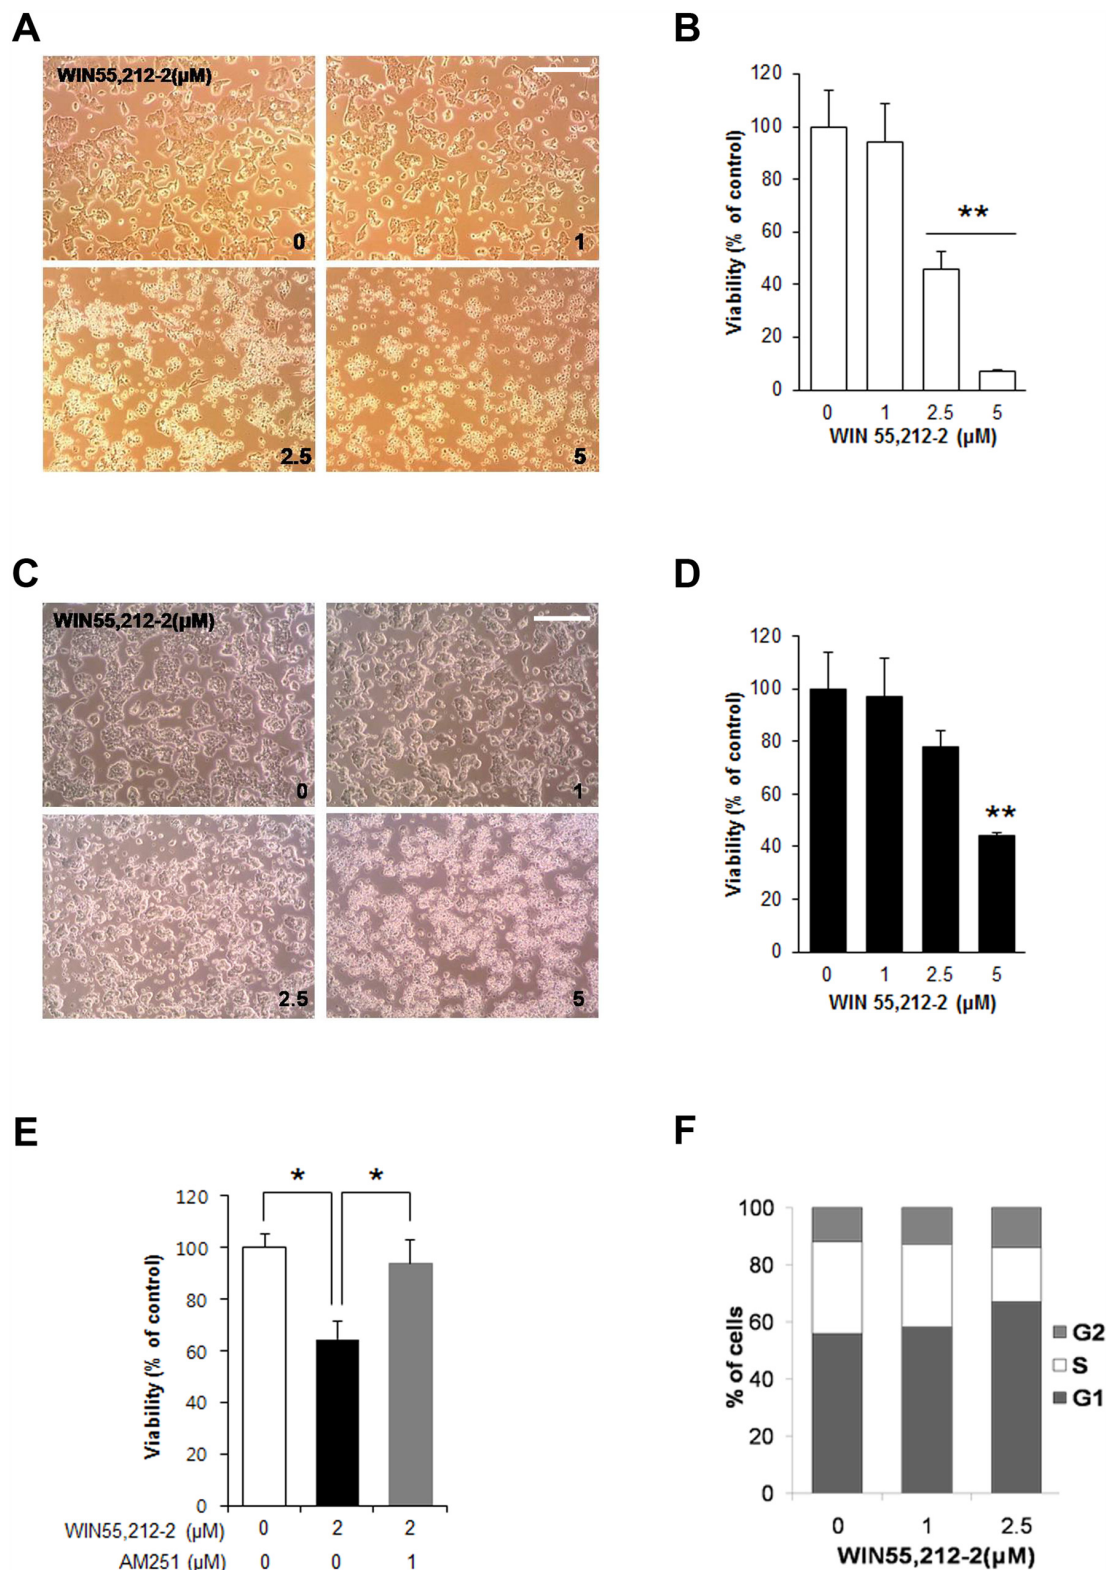 A
WIN55,212-2(µM)
0
1
2.5
5
B
120
100
80
60
40
20
0
Viability (% of control)
**
0 1 2.5 5
WIN 55,212-2 (µM)
C
WIN55,212-2(µM)
0
1
2.5
5
D
120
100
80
60
40
20
0
Viability (% of control)
**
0 1 2.5 5
WIN 55,212-2 (µM)
E
120
100
80
60
40
20
0
Viability (% of control)
* *
WIN55,212-2 (µM) 0 2 2
AM251 (µM) 0 0 1
F
100
80
60
40
20
0
% of cells
G2
S
G1
0 1 2.5
WIN55,212-2(µM)